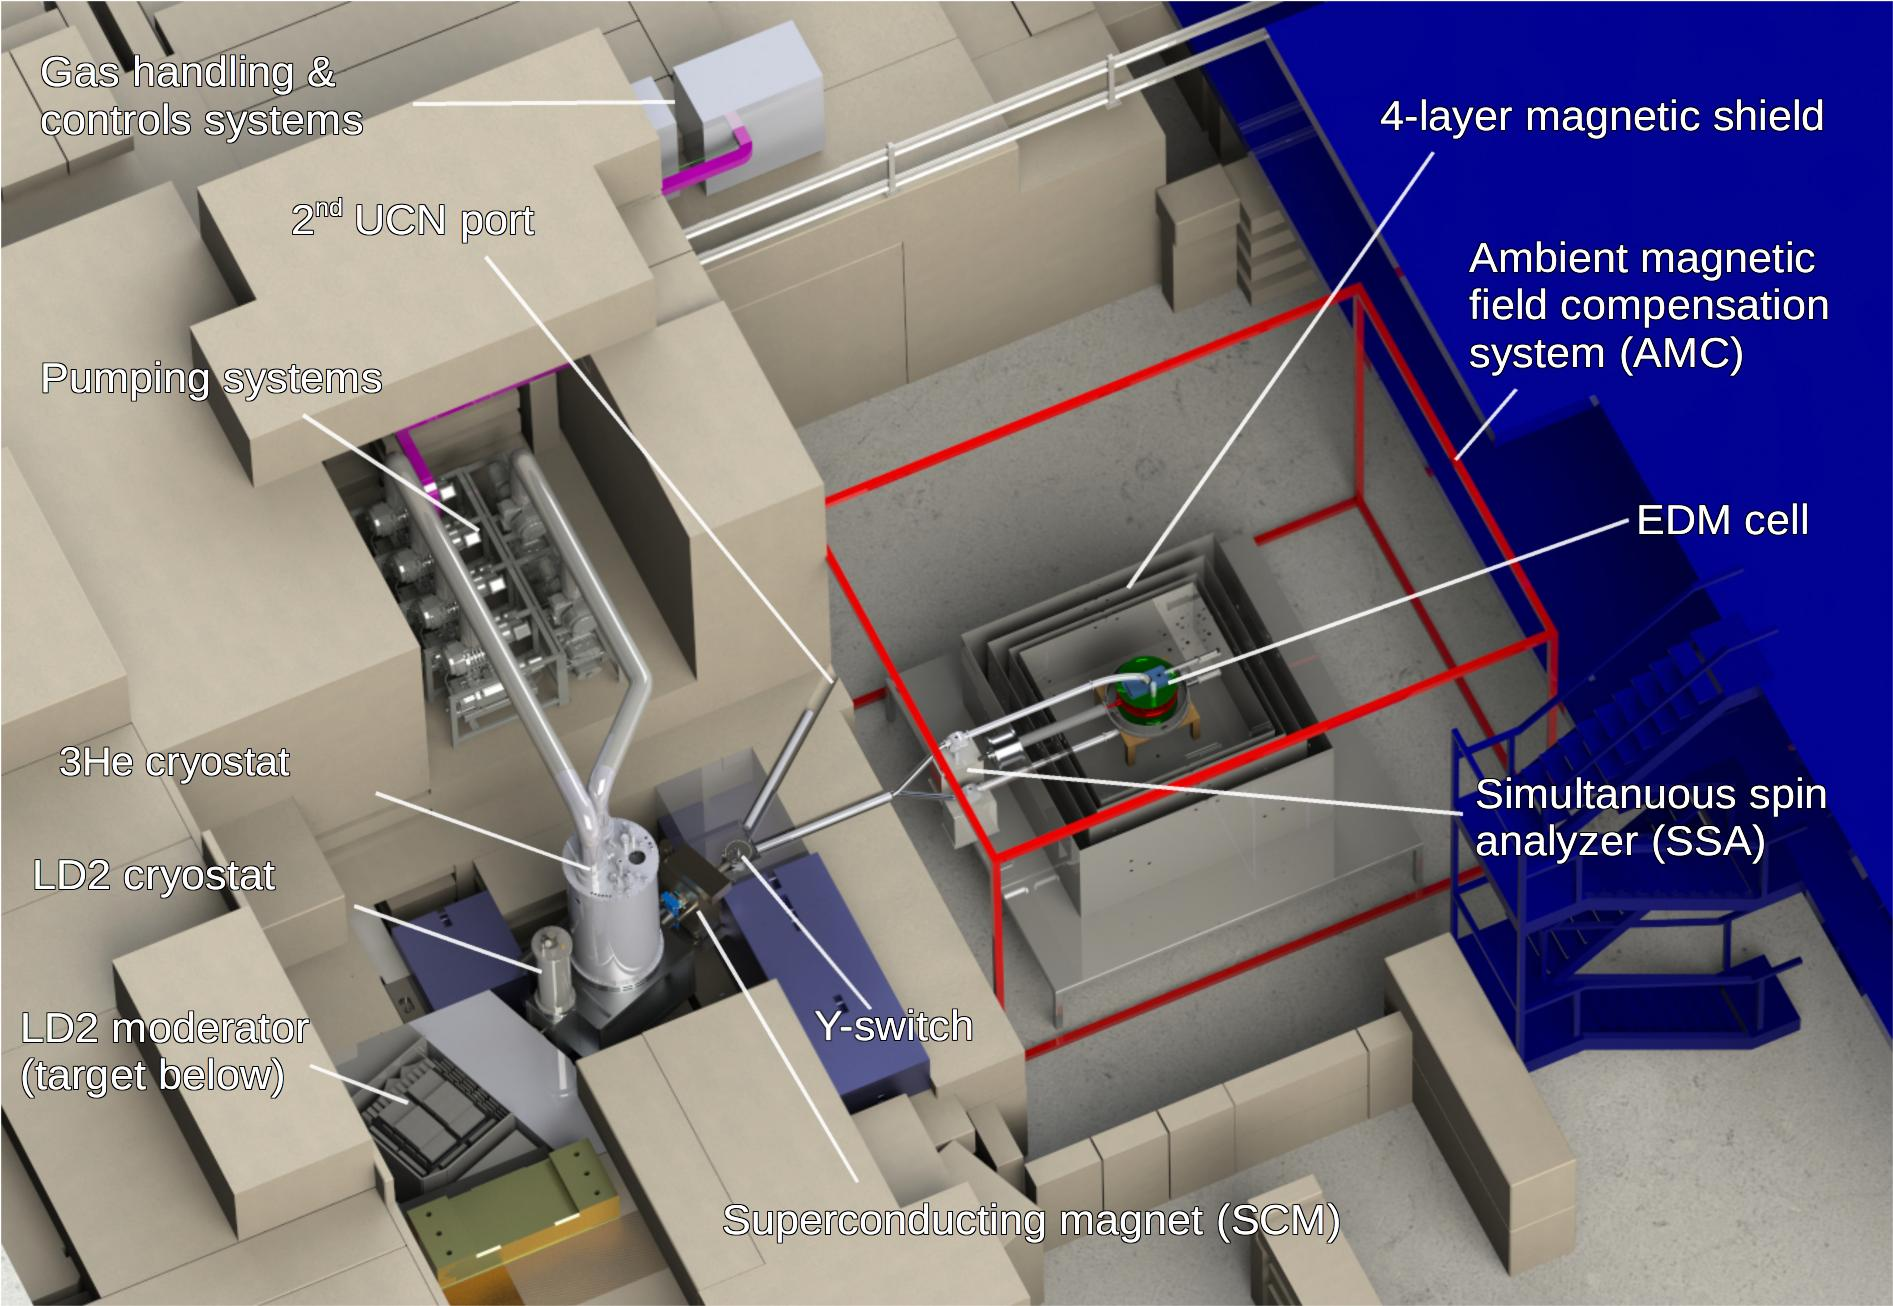 Gas handling &
controls systems
4-layer magnetic shield
2nd UCN port
Ambient magnetic
field compensation
system (AMC)
Pumping systems
EDM cell
3He cryostat
Simultanuous spin
analyzer (SSA)
LD2 cryostat
Y-switch
LD2 moderator
(target below)
Superconducting magnet (SCM)